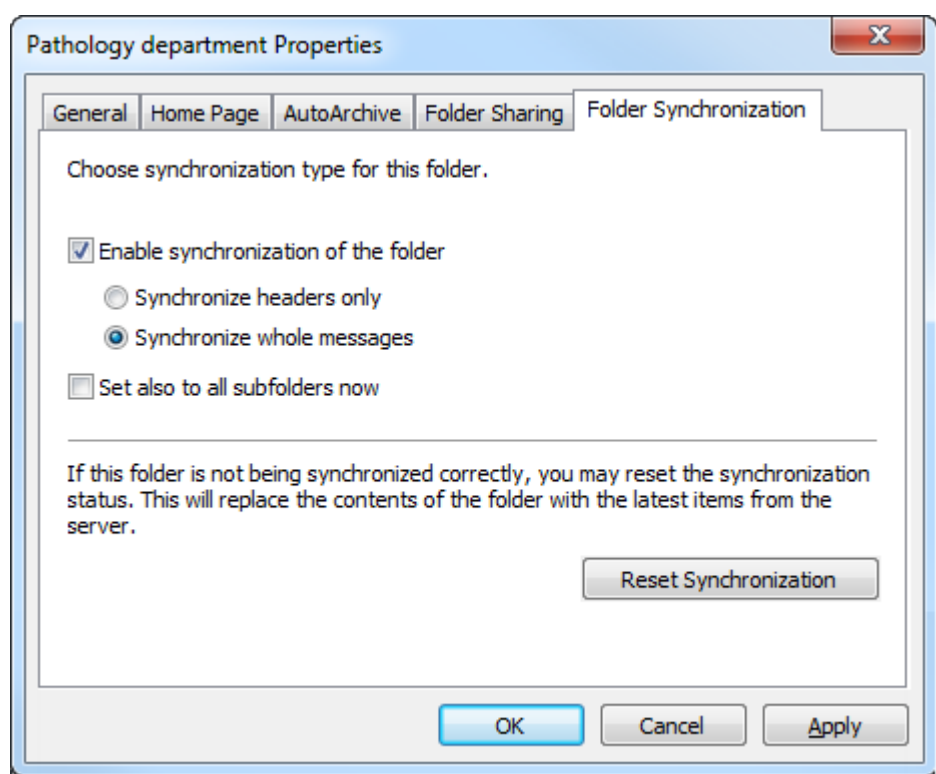 Pathology department Properties
General Home Page AutoArchive Folder Sharing Folder Synchronization
Choose synchronization type for this folder.
Enable synchronization of the folder
Synchronize headers only
Synchronize whole messages
Set also to all subfolders now
If this folder is not being synchronized correctly, you may reset the synchronization
status. This will replace the contents of the folder with the latest items from the
server.
Reset Synchronization
OK Cancel Apply